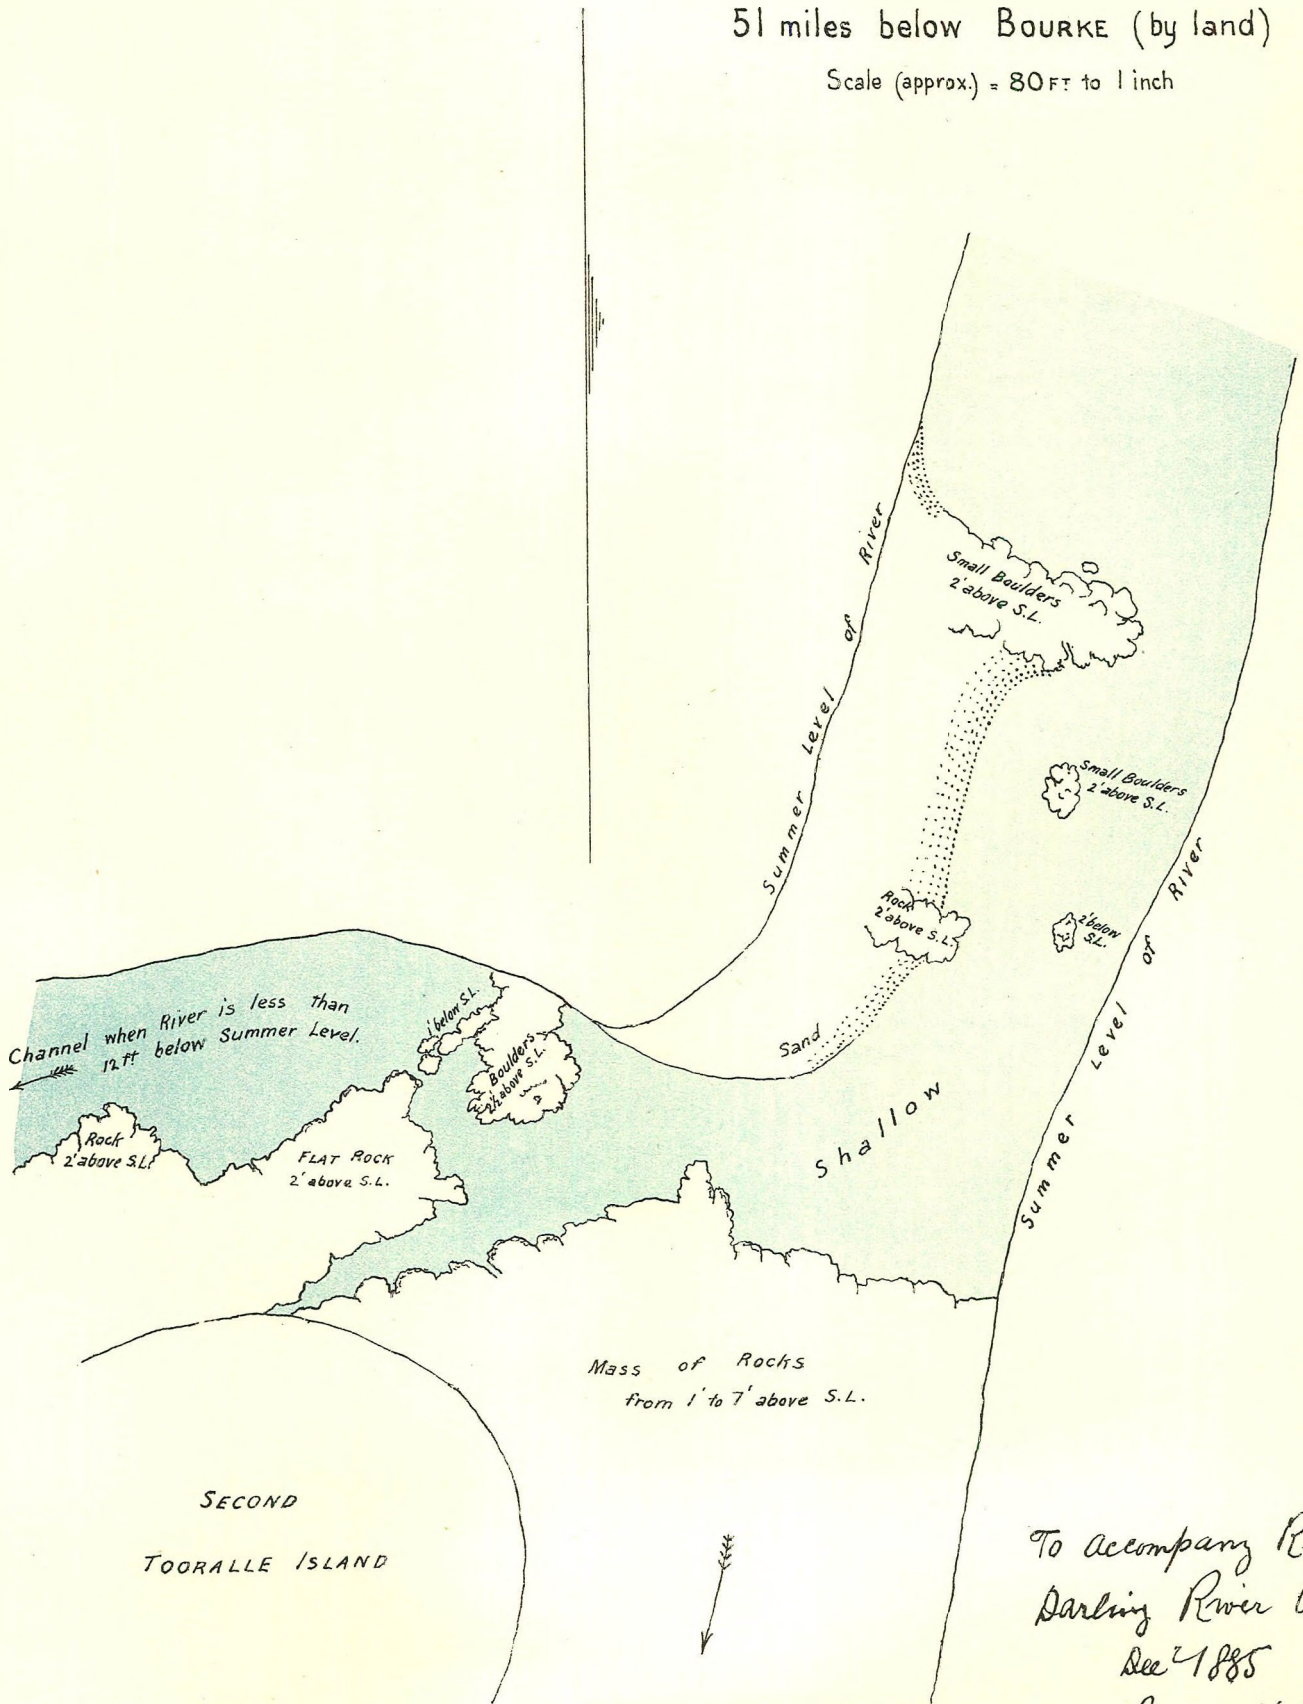 51 miles below BOURKE (by land)
Scale (approx.) = 80 FT to 1 inch
Summer Level of River
Small Boulders
2' above S.L.
Small Boulders
2' above S.L.
Rock
2' above S.L.
2' below
S.L.
Summer Level of River
Sand
Shallow
1' below S.L.
Boulders
2½' above S.L.
Channel when River is less than
12 ft below Summer Level.
Rock
2' above S.L.
FLAT ROCK
2' above S.L.
Mass of Rocks
from 1' to 7' above S.L.
SECOND
TOORALLE ISLAND
To accompany
Darling River
Decr 1885